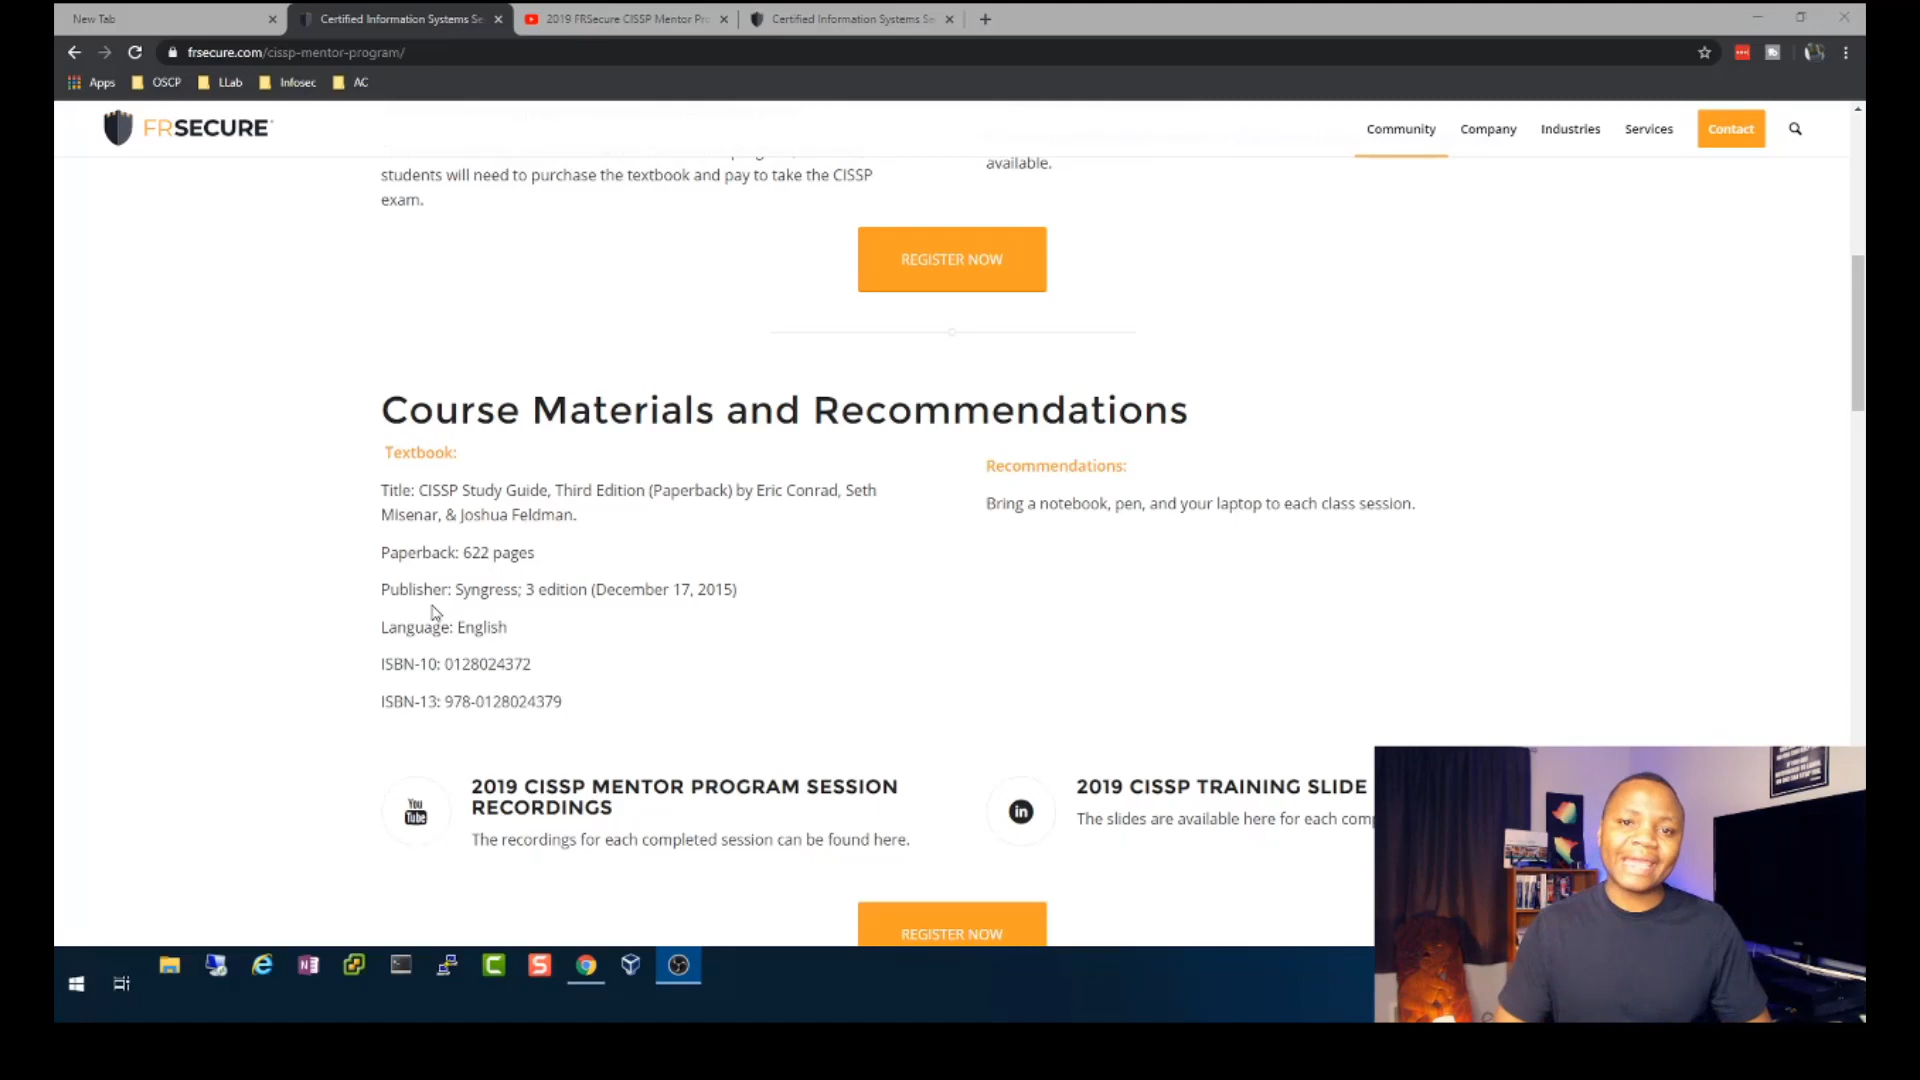 New Tab
Certified Information Systems Se
2019 FRSecure CISSP Mentor Pro
Certified Information Systems Se
frsecure.com/cissp-mentor-program/
Apps
OSCP
LLab
Infosec
AC
FRSECURE
Community
Company
Industries
Services
Contact
students will need to purchase the textbook and pay to take the CISSP
exam.
available.
REGISTER NOW
Course Materials and Recommendations
Textbook:
Title: CISSP Study Guide, Third Edition (Paperback) by Eric Conrad, Seth
Misenar, & Joshua Feldman.
Paperback: 622 pages
Publisher: Syngress; 3 edition (December 17, 2015)
Language: English
ISBN-10: 0128024372
ISBN-13: 978-0128024379
Recommendations:
Bring a notebook, pen, and your laptop to each class session.
You
Tube
2019 CISSP MENTOR PROGRAM SESSION
RECORDINGS
The recordings for each completed session can be found here.
in
2019 CISSP TRAINING SLIDE
The slides are available here for each comp
REGISTER NOW